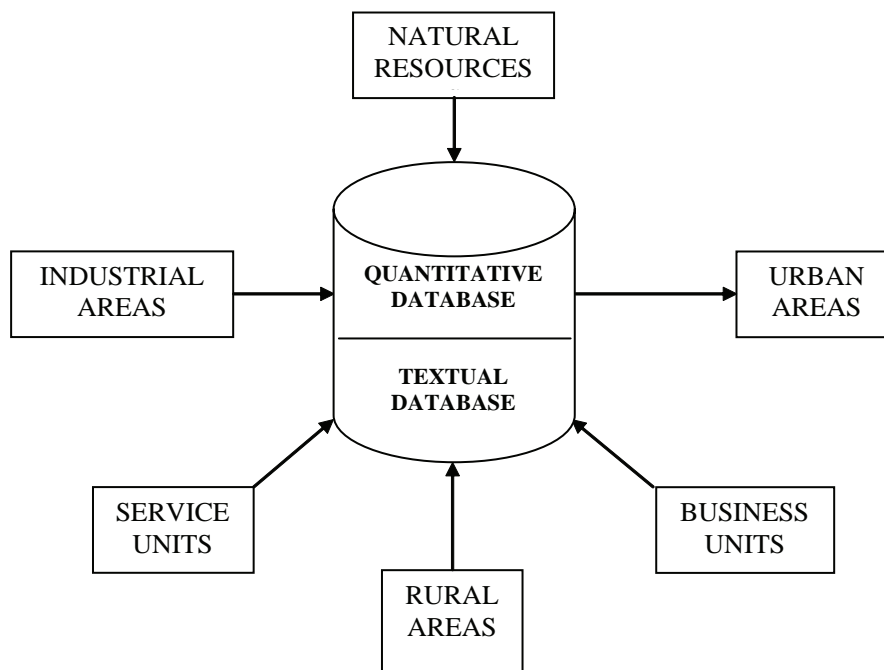 NATURAL
RESOURCES
INDUSTRIAL
AREAS
QUANTITATIVE
DATABASE
URBAN
AREAS
TEXTUAL
DATABASE
SERVICE
UNITS
BUSINESS
UNITS
RURAL
AREAS